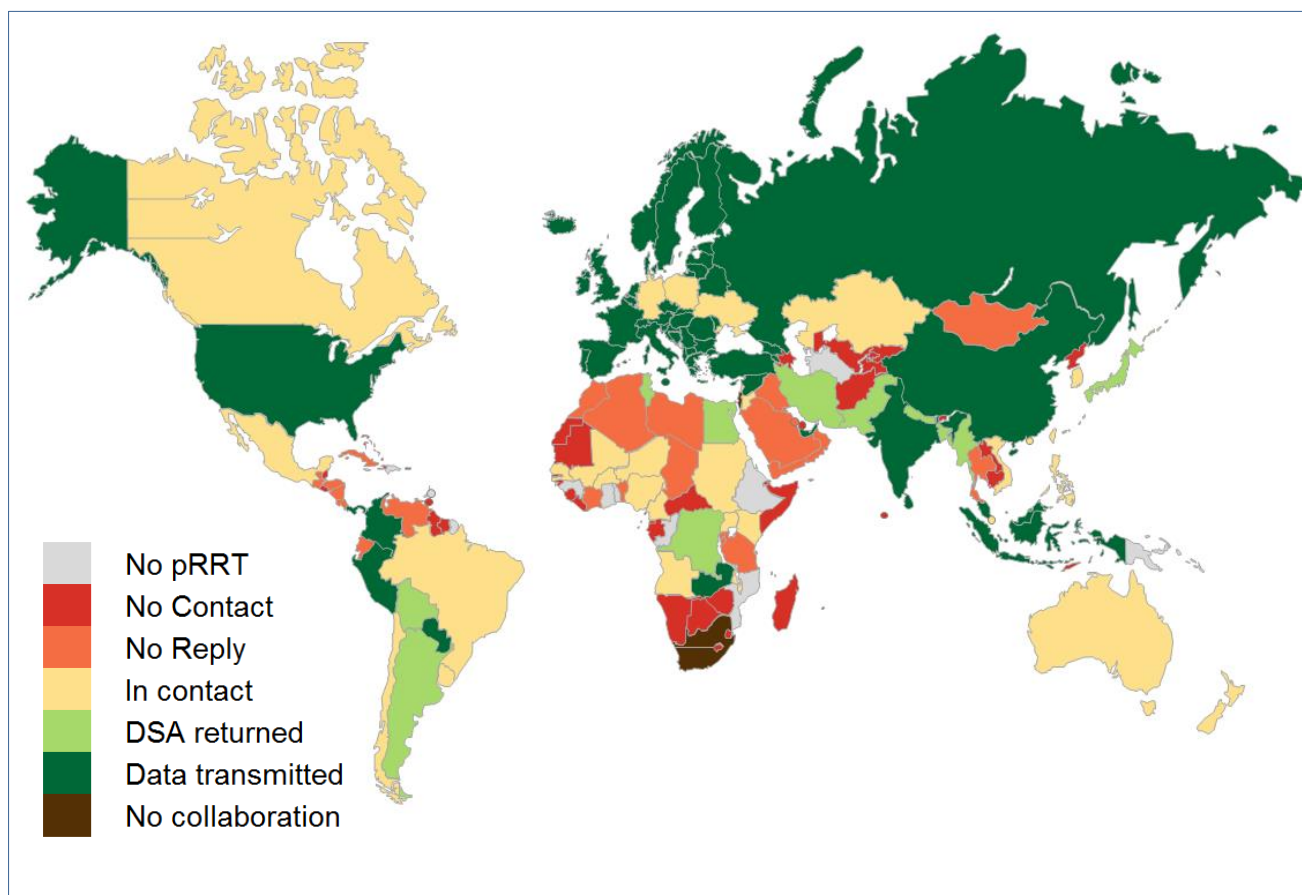 No pRRT
No Contact
No Reply
In contact
DSA returned
Data transmitted
No collaboration